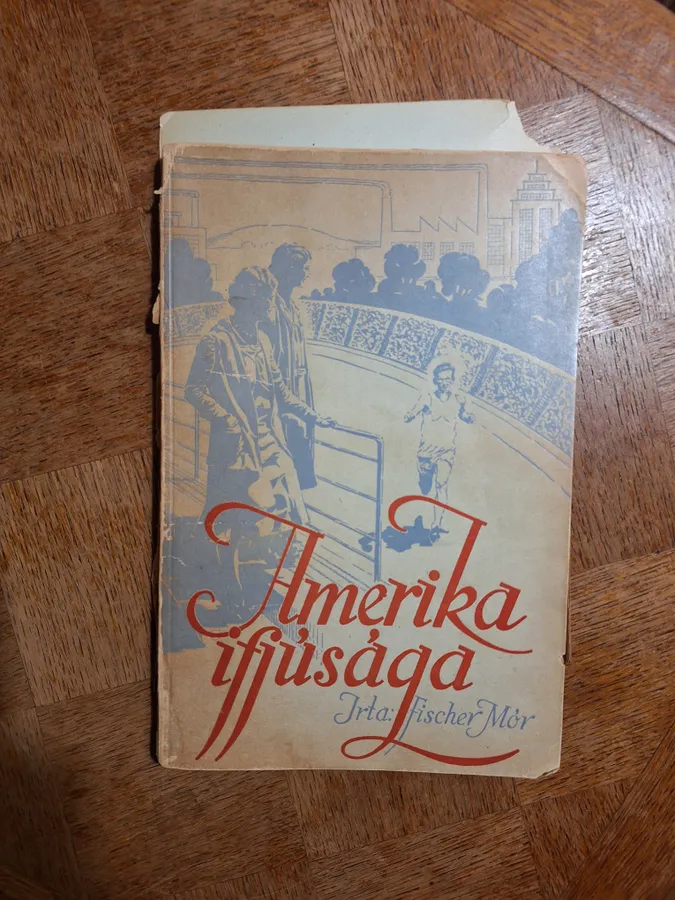 Amerika
ifjúsága
Irta: Fischer Mór